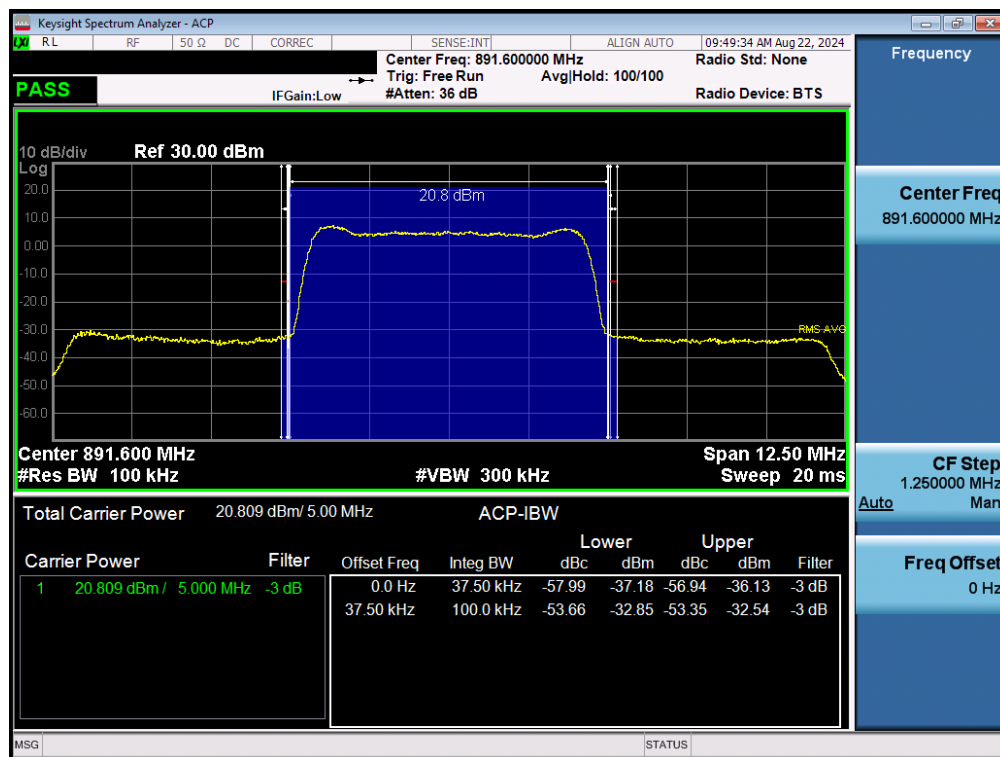 Keysight Spectrum Analyzer - ACP
LXI RL RF 50 Ω DC CORREC SENSE:INT ALIGN AUTO 09:49:34 AM Aug 22, 2024
Center Freq: 891.600000 MHz Radio Std: None
Trig: Free Run Avg|Hold: 100/100
PASS IFGain:Low #Atten: 36 dB Radio Device: BTS
10 dB/div Ref 30.00 dBm
Log
20.0
20.8 dBm
10.0
0.00
-10.0
-20.0
-30.0
RMS AVG
-40.0
-50.0
-60.0
Center 891.600 MHz Span 12.50 MHz
#Res BW 100 kHz #VBW 300 kHz Sweep 20 ms
Total Carrier Power 20.809 dBm/ 5.00 MHz ACP-IBW
Lower Upper
Carrier Power Filter Offset Freq Integ BW dBc dBm dBc dBm Filter
1 20.809 dBm / 5.000 MHz -3 dB 0.0 Hz 37.50 kHz -57.99 -37.18 -56.94 -36.13 -3 dB
37.50 kHz 100.0 kHz -53.66 -32.85 -53.35 -32.54 -3 dB
MSG STATUS
Frequency
Center Freq
891.600000 MHz
CF Step
1.250000 MHz
Auto Man
Freq Offset
0 Hz